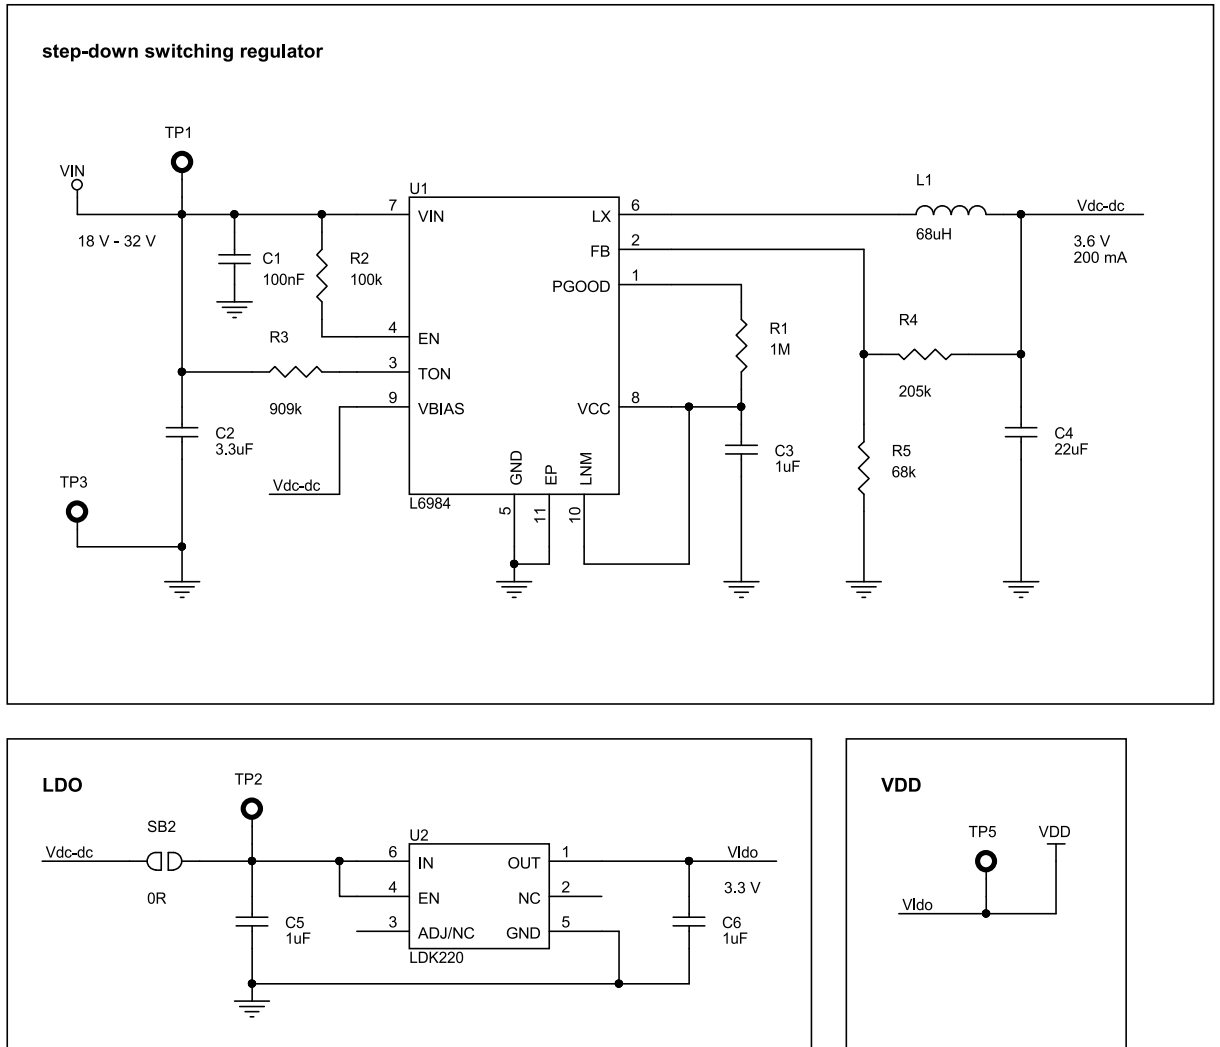 step-down switching regulator
TP1
VIN
18 V - 32 V
C1
100nF
R2
100k
R3
909k
C2
3.3uF
TP3
Vdc-dc
U1
7
VIN
4
EN
3
TON
9
VBIAS
LX
6
FB
2
PGOOD
1
VCC
8
GND
EP
LNM
5
11
10
L6984
L1
68uH
Vdc-dc
3.6 V
200 mA
R1
1M
R4
205k
C3
1uF
R5
68k
C4
22uF
LDO
TP2
SB2
Vdc-dc
0R
C5
1uF
U2
6
IN
4
EN
3
ADJ/NC
OUT
1
NC
2
GND
5
LDK220
Vldo
3.3 V
C6
1uF
VDD
TP5
VDD
Vldo